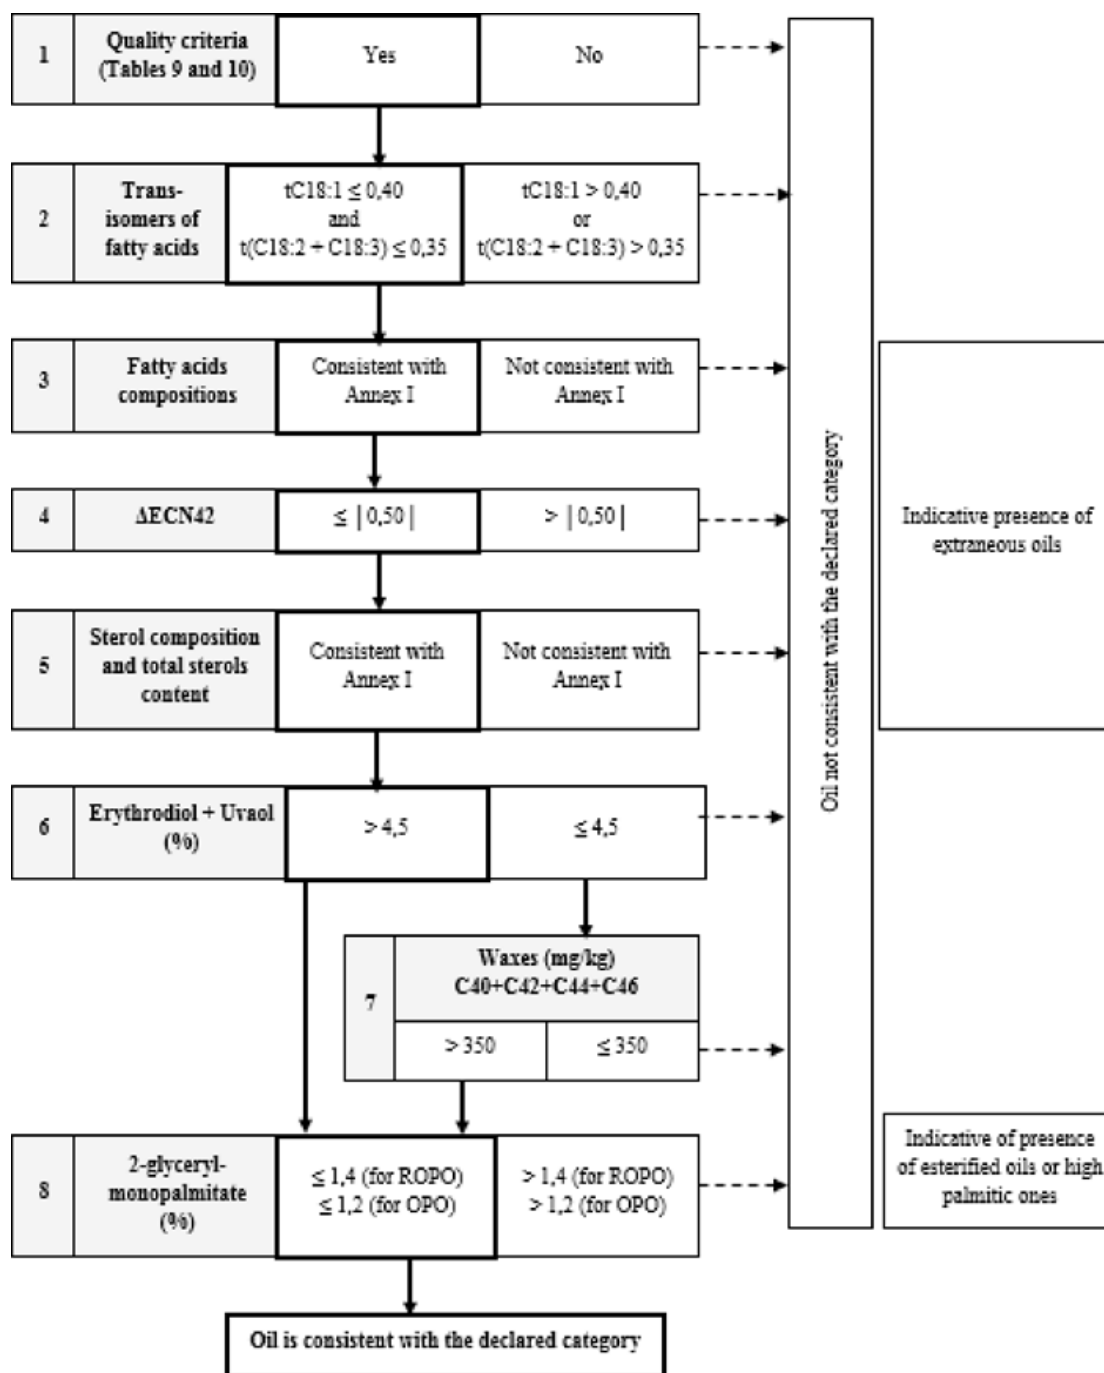 1
Quality criteria
(Tables 9 and 10)
Yes
No
2
Trans-
isomers of
fatty acids
tC18:1 ≤ 0,40
and
t(C18:2 + C18:3) ≤ 0,35
tC18:1 > 0,40
or
t(C18:2 + C18:3) > 0,35
3
Fatty acids
compositions
Consistent with
Annex I
Not consistent with
Annex I
4
ΔECN42
≤ | 0,50 |
> | 0,50 |
5
Sterol composition
and total sterols
content
Consistent with
Annex I
Not consistent with
Annex I
6
Erythrodiol + Uvaol
(%)
> 4,5
≤ 4,5
7
Waxes (mg/kg)
C40+C42+C44+C46
> 350
≤ 350
8
2-glyceryl-
monopalmitate
(%)
≤ 1,4 (for ROPO)
≤ 1,2 (for OPO)
> 1,4 (for ROPO)
> 1,2 (for OPO)
Oil is consistent with the declared category
Oil not consistent with the declared category
Indicative presence of
extraneous oils
Indicative of presence
of esterified oils or high
palmitic ones